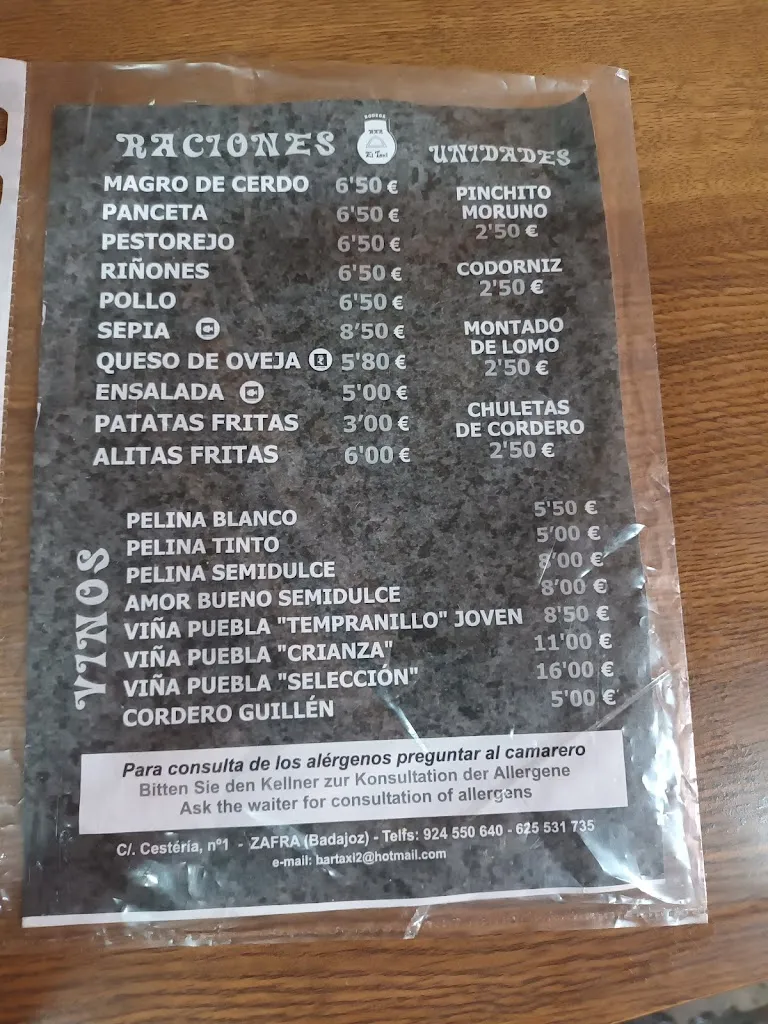 RACIONES
BODEGA
MAGRO DE CERDO 6'50 €
PANCETA 6'50 €
PESTOREJO 6'50 €
RIÑONES 6'50 €
POLLO 6'50 €
SEPIA 8'50 €
QUESO DE OVEJA 5'80 €
ENSALADA 5'00 €
PATATAS FRITAS 3'00 €
ALITAS FRITAS 6'00 €
UNIDADES
PINCHITO
MORUNO
2'50 €
CODORNIZ
2'50 €
MONTADO
DE LOMO
2'50 €
CHULETAS
DE CORDERO
2'50 €
VINOS
PELINA BLANCO 5'50 €
PELINA TINTO 5'00 €
PELINA SEMIDULCE 8'00 €
AMOR BUENO SEMIDULCE 8'00 €
VIÑA PUEBLA "TEMPRANILLO" JOVEN 8'50 €
VIÑA PUEBLA "CRIANZA" 11'00 €
VIÑA PUEBLA "SELECCIÓN" 16'00 €
CORDERO GUILLÉN 5'00 €
Para consulta de los alérgenos preguntar al camarero
Bitten Sie den Kellner zur Konsultation der Allergene
Ask the waiter for consultation of allergens
C/. Cestéría, nº1 - ZAFRA (Badajoz) - Telfs: 924 550 640 - 625 531 735
e-mail: bartaxi2@hotmail.com